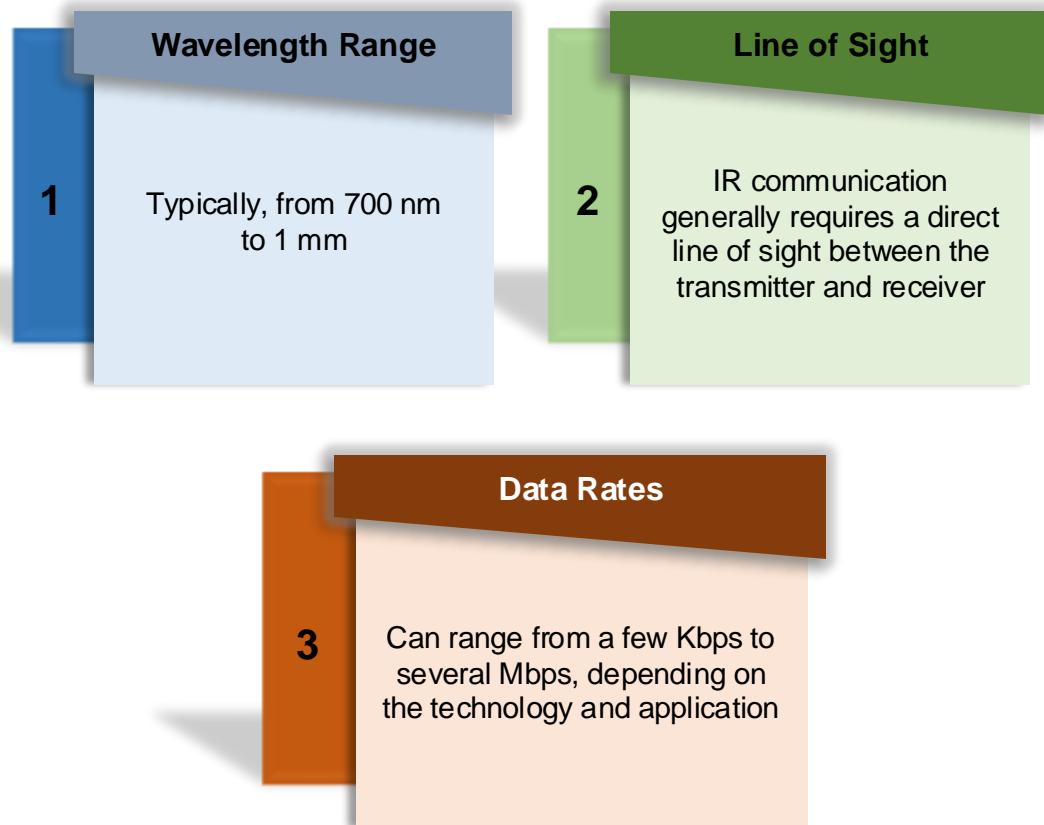 Wavelength Range
1
Typically, from 700 nm
to 1 mm
Line of Sight
2
IR communication
generally requires a direct
line of sight between the
transmitter and receiver
Data Rates
3
Can range from a few Kbps to
several Mbps, depending on
the technology and application